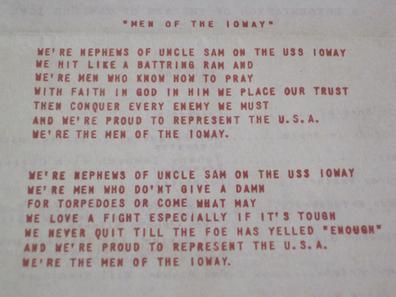 "MEN OF THE IOWAY"
WE'RE NEPHEWS OF UNCLE SAM ON THE USS IOWAY
WE HIT LIKE A BATTRING RAM AND
WE'RE MEN WHO KNOW HOW TO PRAY
WITH FAITH IN GOD IN HIM WE PLACE OUR TRUST
THEN CONQUER EVERY ENEMY WE MUST
AND WE'RE PROUD TO REPRESENT THE U.S.A.
WE'RE THE MEN OF THE IOWAY.
WE'RE NEPHEWS OF UNCLE SAM ON THE USS IOWAY
WE'RE MEN WHO DO'NT GIVE A DAMN
FOR TORPEDOES OR COME WHAT MAY
WE LOVE A FIGHT ESPECIALLY IF IT'S TOUGH
WE NEVER QUIT TILL THE FOE HAS YELLED "ENOUGH"
AND WE'RE PROUD TO REPRESENT THE U.S.A.
WE'RE THE MEN OF THE IOWAY.